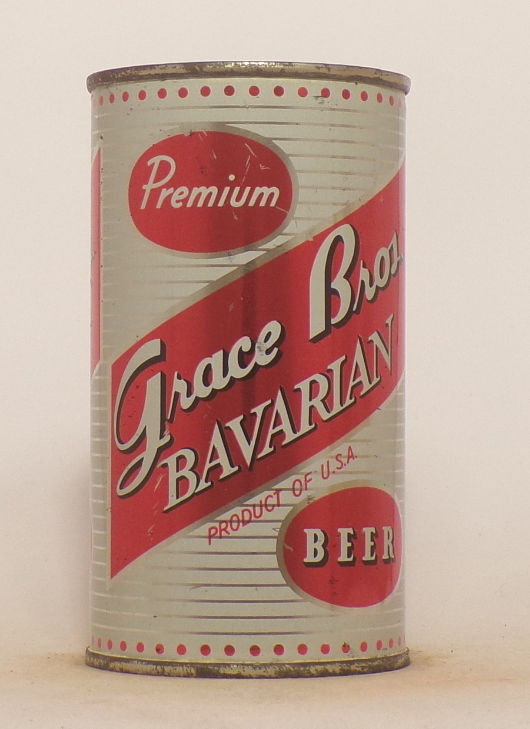 Premium
Grace Bros
BAVARIAN
PRODUCT OF U.S.A.
BEER